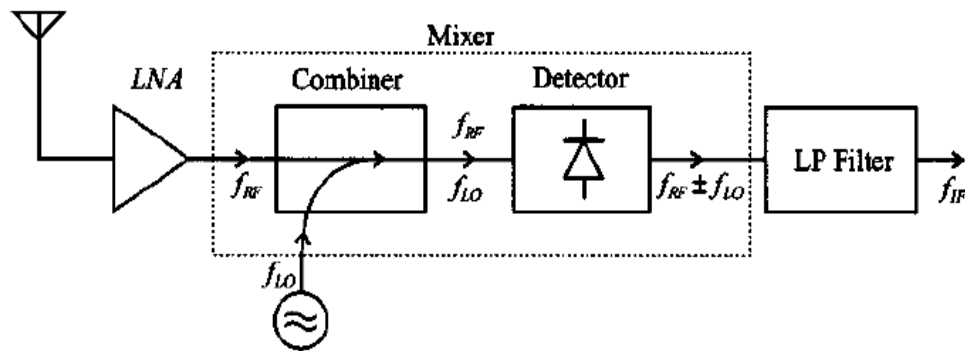 Mixer
LNA
Combiner
Detector
f_RF
f_RF
f_LO
f_RF ± f_LO
LP Filter
f_IF
f_LO